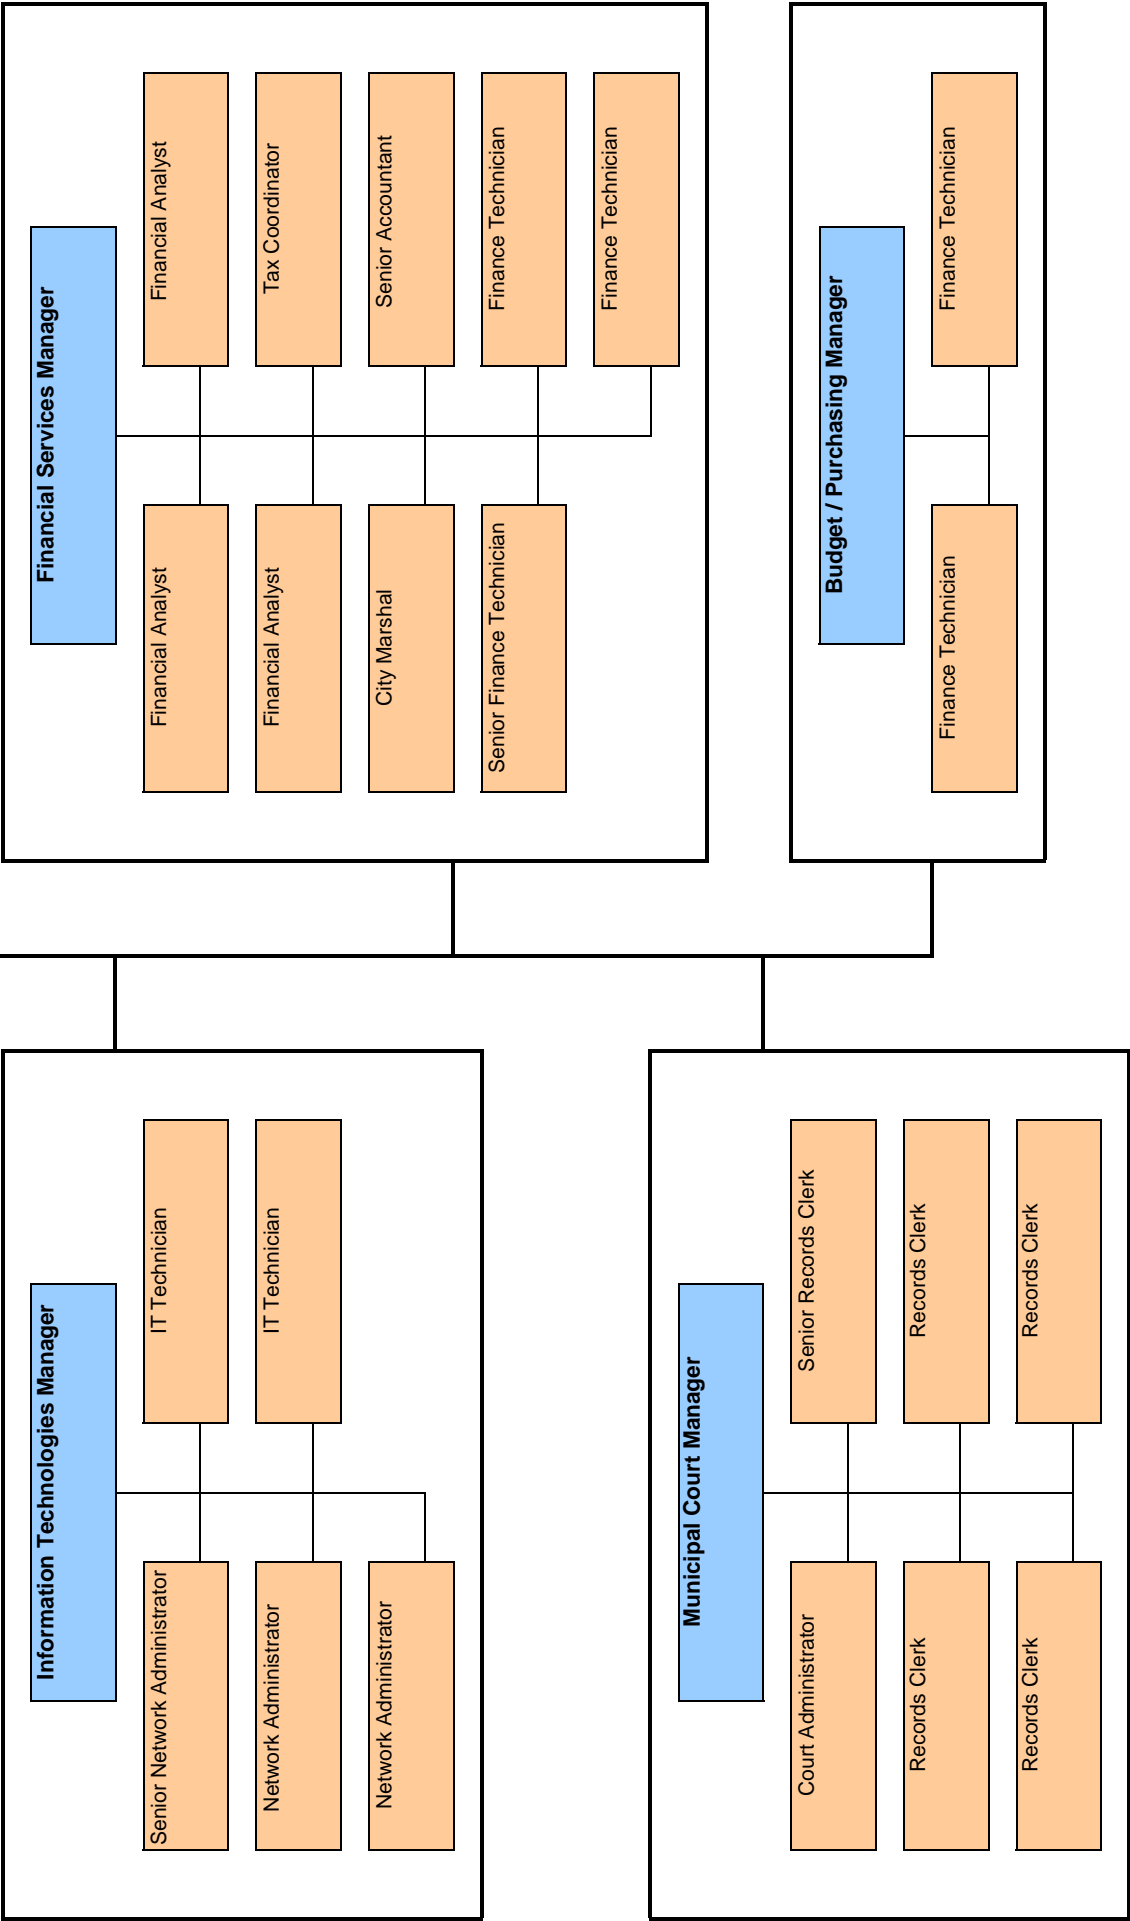 Information Technologies Manager
Senior Network Administrator
IT Technician
Network Administrator
IT Technician
Network Administrator
Financial Services Manager
Financial Analyst
Financial Analyst
Financial Analyst
Tax Coordinator
City Marshal
Senior Accountant
Senior Finance Technician
Finance Technician
Finance Technician
Municipal Court Manager
Court Administrator
Senior Records Clerk
Records Clerk
Records Clerk
Records Clerk
Records Clerk
Budget / Purchasing Manager
Finance Technician
Finance Technician